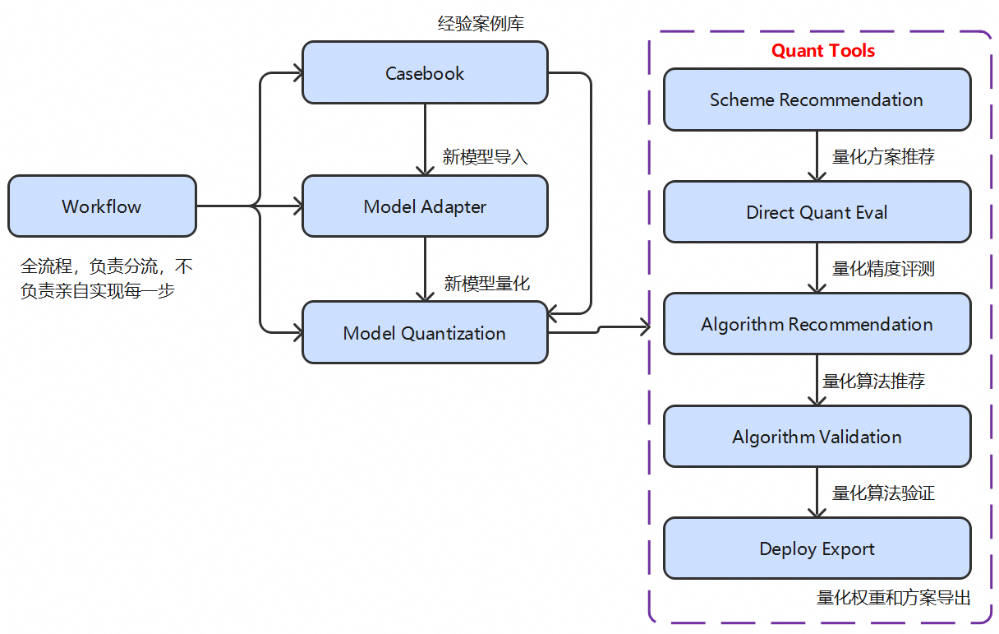 经验案例库
Casebook
新模型导入
Workflow
全流程，负责分流，不
负责亲自实现每一步
Model Adapter
新模型量化
Model Quantization
Quant Tools
Scheme Recommendation
量化方案推荐
Direct Quant Eval
量化精度评测
Algorithm Recommendation
量化算法推荐
Algorithm Validation
量化算法验证
Deploy Export
量化权重和方案导出